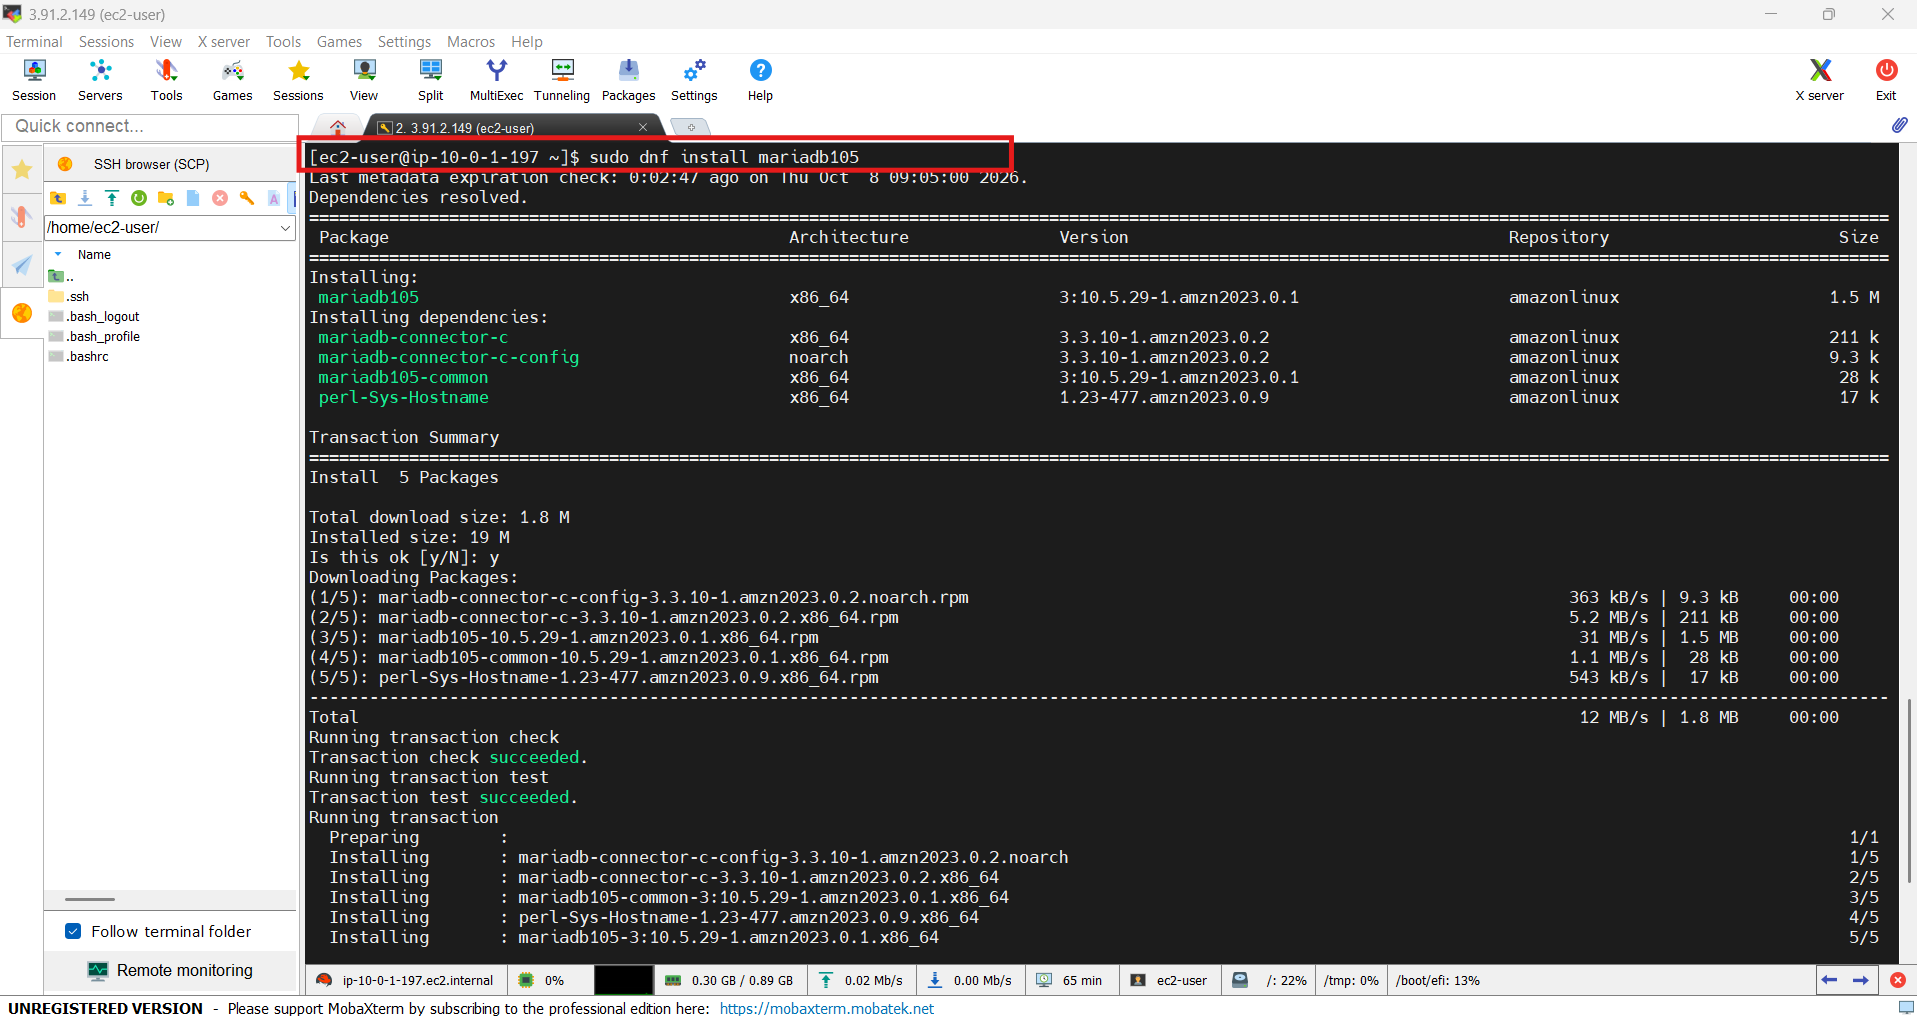 3.91.2.149 (ec2-user)
Terminal Sessions View X server Tools Games Settings Macros Help
Session Servers Tools Games Sessions View Split MultiExec Tunneling Packages Settings Help X server Exit
Quick connect...
2. 3.91.2.149 (ec2-user)
SSH browser (SCP)
/home/ec2-user/
Name
..
.ssh
.bash_logout
.bash_profile
.bashrc
Follow terminal folder
Remote monitoring
[ec2-user@ip-10-0-1-197 ~]$ sudo dnf install mariadb105
Last metadata expiration check: 0:02:47 ago on Thu Oct  8 09:05:00 2026.
Dependencies resolved.
Package Architecture Version Repository Size
Installing:
mariadb105 x86_64 3:10.5.29-1.amzn2023.0.1 amazonlinux 1.5 M
Installing dependencies:
mariadb-connector-c x86_64 3.3.10-1.amzn2023.0.2 amazonlinux 211 k
mariadb-connector-c-config noarch 3.3.10-1.amzn2023.0.2 amazonlinux 9.3 k
mariadb105-common x86_64 3:10.5.29-1.amzn2023.0.1 amazonlinux 28 k
perl-Sys-Hostname x86_64 1.23-477.amzn2023.0.9 amazonlinux 17 k
Transaction Summary
Install  5 Packages
Total download size: 1.8 M
Installed size: 19 M
Is this ok [y/N]: y
Downloading Packages:
(1/5): mariadb-connector-c-config-3.3.10-1.amzn2023.0.2.noarch.rpm 363 kB/s | 9.3 kB 00:00
(2/5): mariadb-connector-c-3.3.10-1.amzn2023.0.2.x86_64.rpm 5.2 MB/s | 211 kB 00:00
(3/5): mariadb105-10.5.29-1.amzn2023.0.1.x86_64.rpm 31 MB/s | 1.5 MB 00:00
(4/5): mariadb105-common-10.5.29-1.amzn2023.0.1.x86_64.rpm 1.1 MB/s | 28 kB 00:00
(5/5): perl-Sys-Hostname-1.23-477.amzn2023.0.9.x86_64.rpm 543 kB/s | 17 kB 00:00
Total 12 MB/s | 1.8 MB 00:00
Running transaction check
Transaction check succeeded.
Running transaction test
Transaction test succeeded.
Running transaction
Preparing : 1/1
Installing : mariadb-connector-c-config-3.3.10-1.amzn2023.0.2.noarch 1/5
Installing : mariadb-connector-c-3.3.10-1.amzn2023.0.2.x86_64 2/5
Installing : mariadb105-common-3:10.5.29-1.amzn2023.0.1.x86_64 3/5
Installing : perl-Sys-Hostname-1.23-477.amzn2023.0.9.x86_64 4/5
Installing : mariadb105-3:10.5.29-1.amzn2023.0.1.x86_64 5/5
ip-10-0-1-197.ec2.internal 0% 0.30 GB / 0.89 GB 0.02 Mb/s 0.00 Mb/s 65 min ec2-user /: 22% /tmp: 0% /boot/efi: 13%
UNREGISTERED VERSION - Please support MobaXterm by subscribing to the professional edition here: https://mobaxterm.mobatek.net